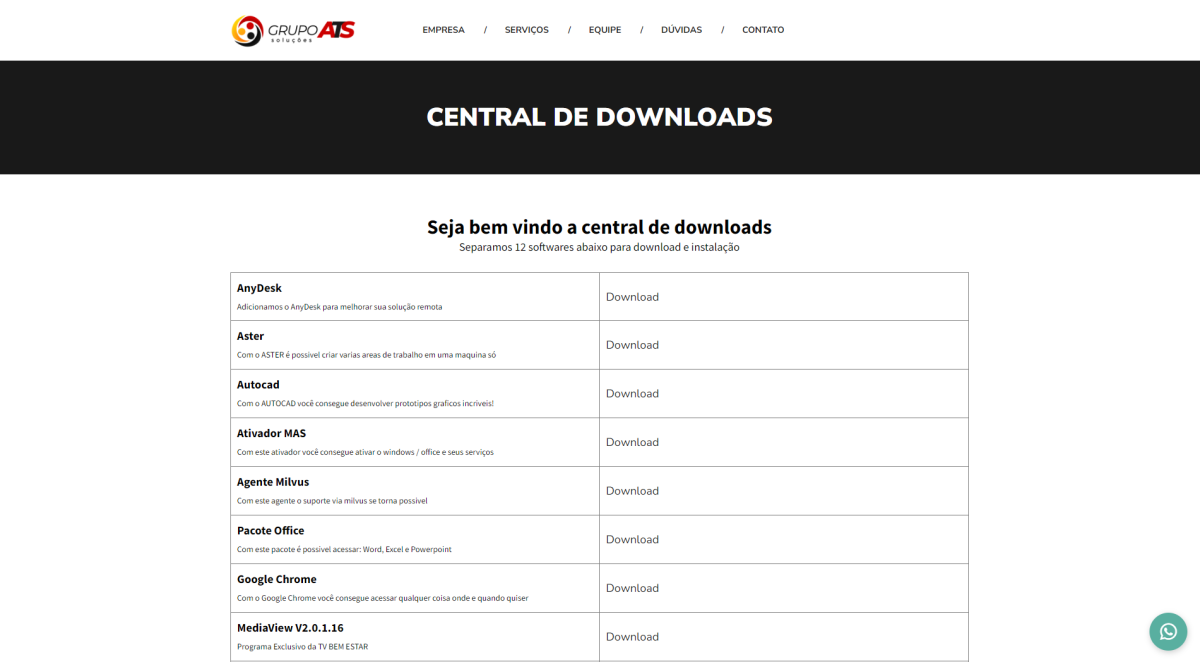 GRUPO ATS
soluções
EMPRESA / SERVIÇOS / EQUIPE / DÚVIDAS / CONTATO
CENTRAL DE DOWNLOADS
Seja bem vindo a central de downloads
Separamos 12 softwares abaixo para download e instalação
AnyDesk
Adicionamos o AnyDesk para melhorar sua solução remota
Download
Aster
Com o ASTER é possivel criar varias areas de trabalho em uma maquina só
Download
Autocad
Com o AUTOCAD você consegue desenvolver prototipos graficos incriveis!
Download
Ativador MAS
Com este ativador você consegue ativar o windows / office e seus serviços
Download
Agente Milvus
Com este agente o suporte via milvus se torna possivel
Download
Pacote Office
Com este pacote é possivel acessar: Word, Excel e Powerpoint
Download
Google Chrome
Com o Google Chrome você consegue acessar qualquer coisa onde e quando quiser
Download
MediaView V2.0.1.16
Programa Exclusivo da TV BEM ESTAR
Download